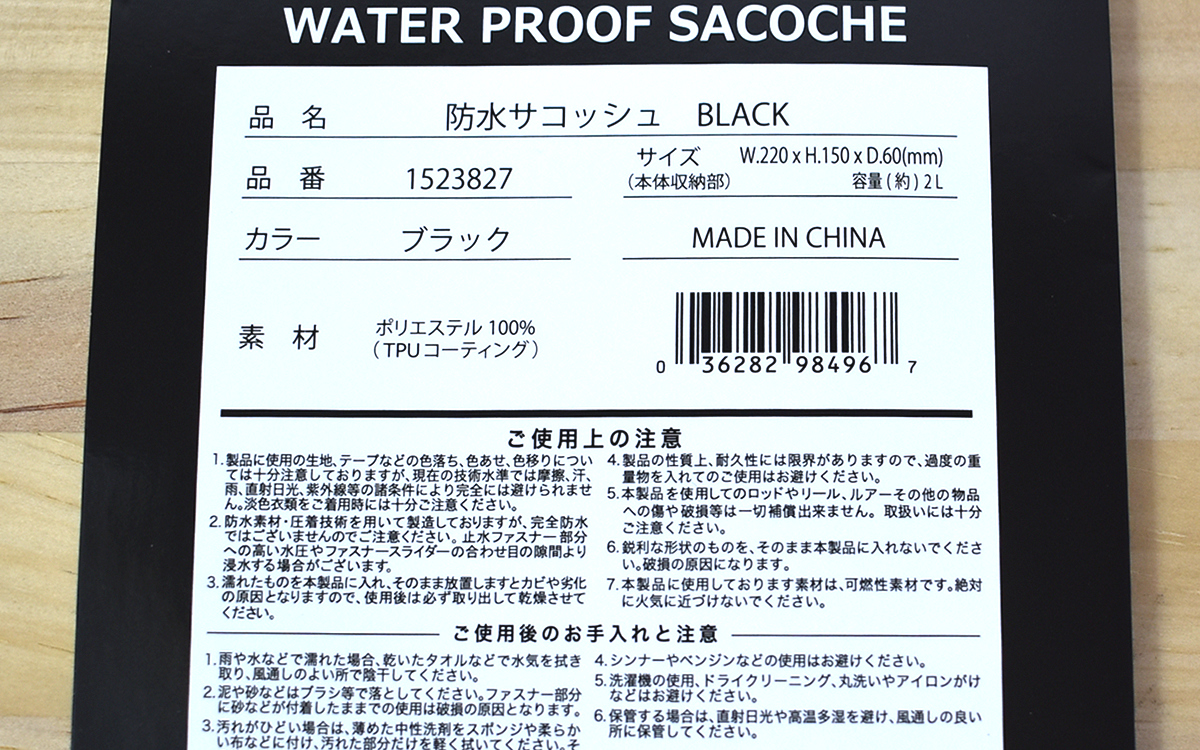 WATER PROOF SACOCHE
品 名 防水サコッシュ BLACK
品 番 1523827
サイズ W.220 x H.150 x D.60(mm)
(本体収納部) 容量(約)2L
カラー ブラック
MADE IN CHINA
素 材 ポリエステル 100%
(TPUコーティング)
0 36282 98496 7
ご使用上の注意
1.製品に使用の生地、テープなどの色落ち、色あせ、色移りについ
ては十分注意しておりますが、現在の技術水準では摩擦、汗、
雨、直射日光、紫外線等の諸条件により完全には避けられませ
ん。淡色衣類をご着用時には十分ご注意ください。
2.防水素材・圧着技術を用いて製造しておりますが、完全防水
ではございませんのでご注意ください。止水ファスナー部分
への高い水圧やファスナースライダーの合わせ目の隙間より
浸水する場合がございます。
3.濡れたものを本製品に入れ、そのまま放置しますとカビや劣化
の原因となりますので、使用後は必ず取り出して乾燥させて
ください。
4.製品の性質上、耐久性には限界がありますので、過度の重
量物を入れてのご使用はお避けください。
5.本製品を使用してのロッドやリール、ルアーその他の物品
への傷や破損等は一切補償出来ません。取扱いには十分
ご注意ください。
6.鋭利な形状のものを、そのまま本製品に入れないでくださ
い。破損の原因になります。
7.本製品に使用しております素材は、可燃性素材です。絶対
に火気に近づけないでください。
ご使用後のお手入れと注意
1.雨や水などで濡れた場合、乾いたタオルなどで水気を拭き
取り、風通しのよい所で陰干してください。
2.泥や砂などはブラシ等で落としてください。ファスナー部分
に砂などが付着したままでの使用は破損の原因となります。
3.汚れがひどい場合は、薄めた中性洗剤をスポンジや柔らか
い布などに付け、汚れた部分だけを軽く拭いてください。そ
4.シンナーやベンジンなどの使用はお避けください。
5.洗濯機の使用、ドライクリーニング、丸洗いやアイロンがけ
などはお避けください。
6.保管する場合は、直射日光や高温多湿を避け、風通しの良い
所に保管してください。